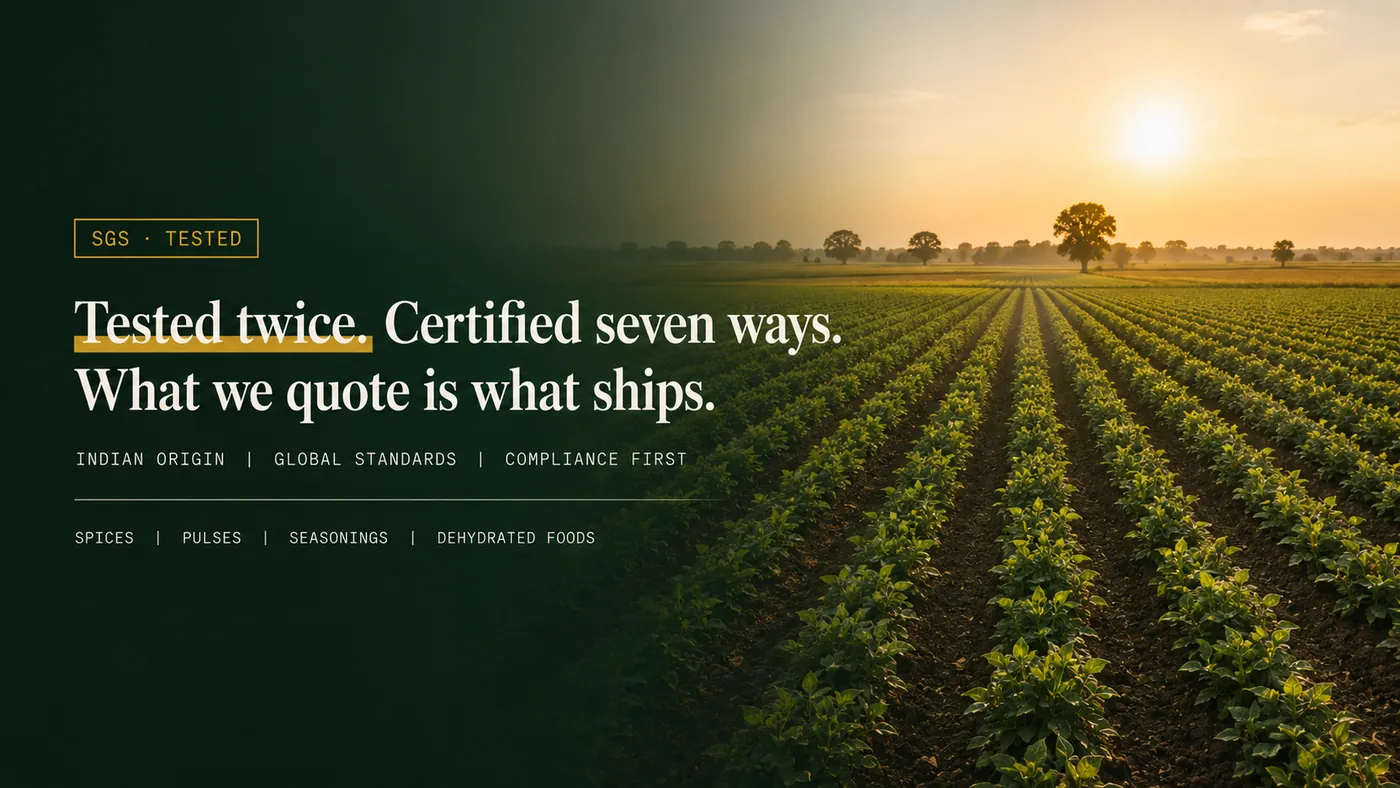 SGS · TESTED
Tested twice. Certified seven ways.
What we quote is what ships.
INDIAN ORIGIN | GLOBAL STANDARDS | COMPLIANCE FIRST
SPICES | PULSES | SEASONINGS | DEHYDRATED FOODS